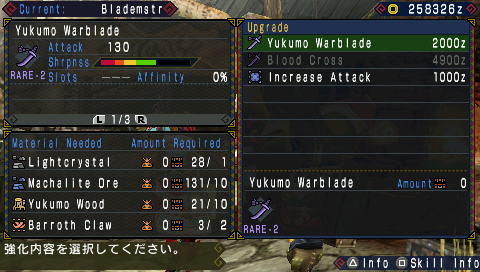 Current: Blademstr
258326z
Yukumo Warblade
Attack 130
Shrpnss
Slots --- Affinity 0%
RARE-2
L 1/3 R
Material Needed Amount Required
Lightcrystal 0 28/ 1
Machalite Ore 0 131/10
Yukumo Wood 0 21/10
Barroth Claw 0 3/ 2
Upgrade
Yukumo Warblade 2000z
Blood Cross 4900z
Increase Attack 1000z
Yukumo Warblade Amount 0
RARE-2
強化内容を選択してください。
△ Info □ Skill Info